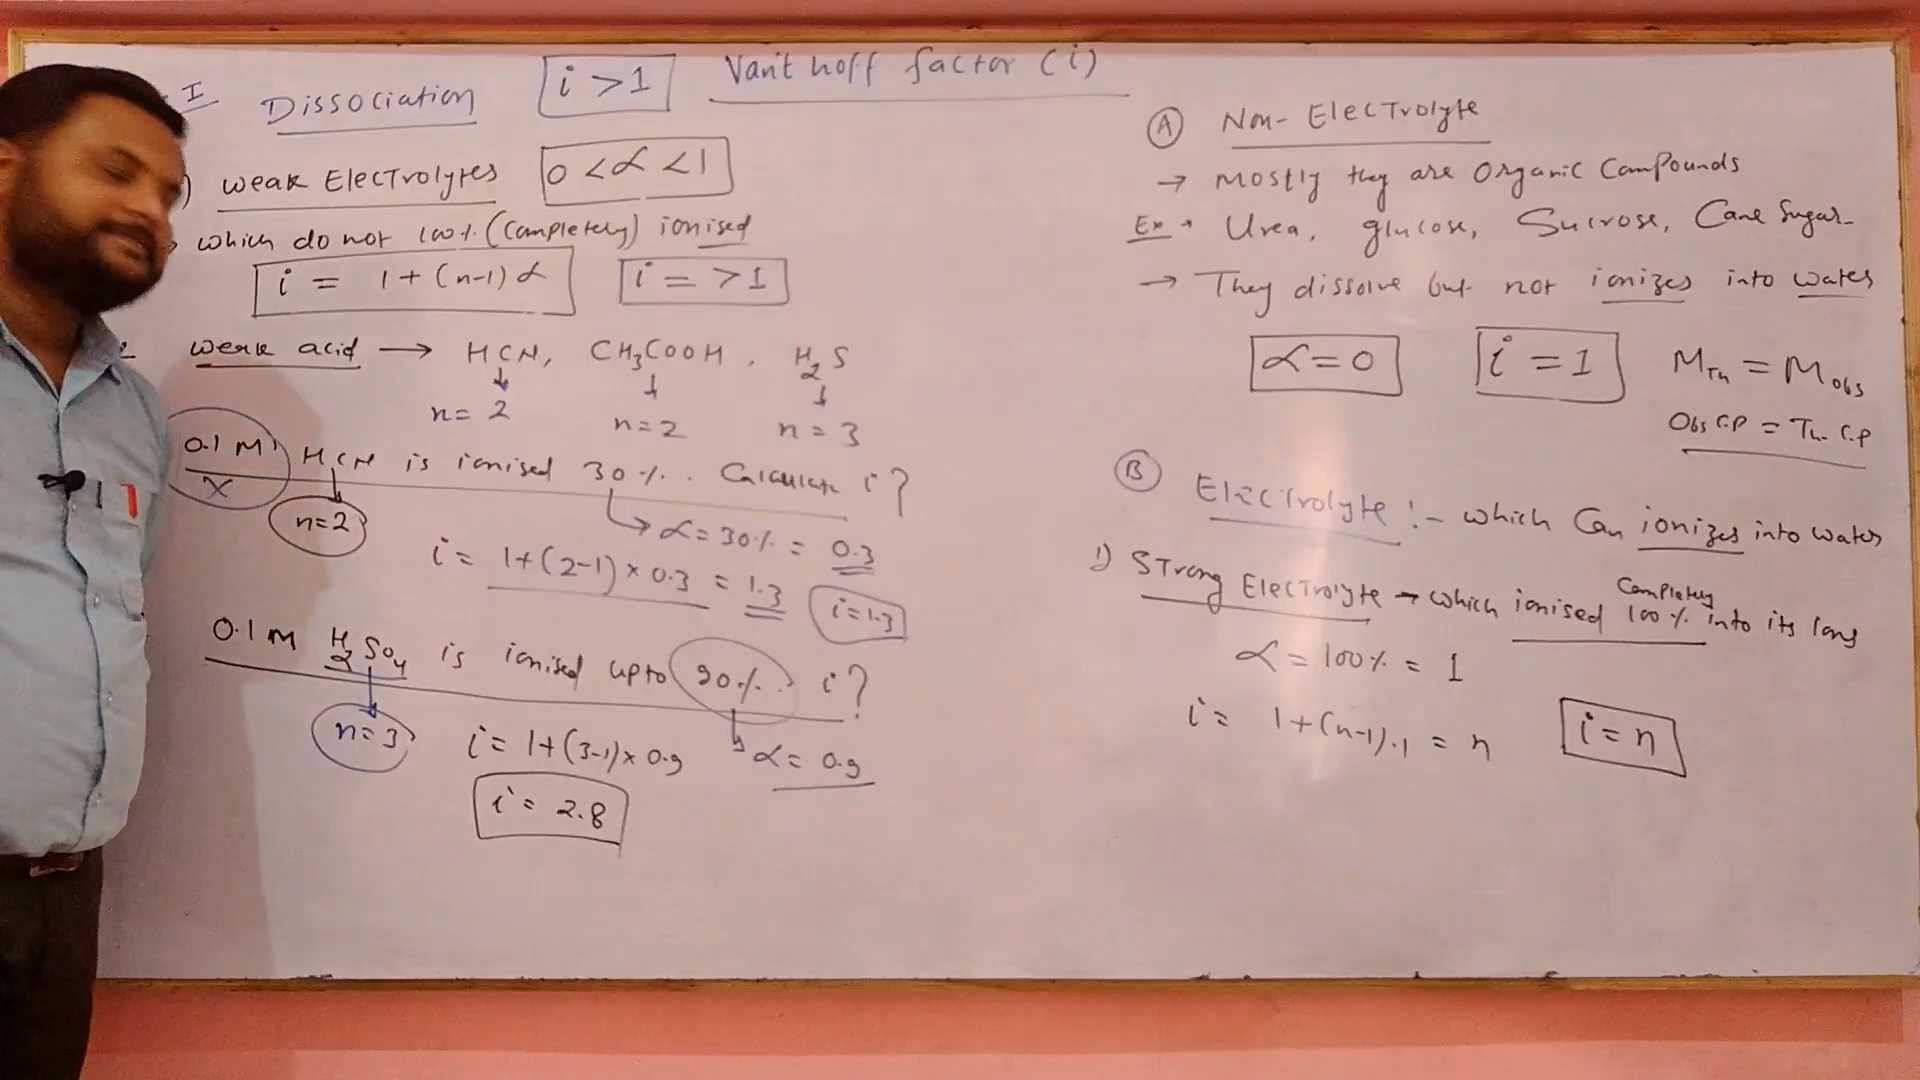 I Dissociation i > 1 Van't hoff factor (i)
) weak Electrolytes 0 < α < 1
which do not 100% (Completely) ionised
i = 1 + (n-1) α i = > 1
weak acid → HCN, CH3COOH, H2S
n = 2 n = 2 n = 3
0.1 M HCN is ionised 30%. Calculate i?
X n=2 α = 30% = 0.3
i = 1+(2-1) × 0.3 = 1.3 i = 1.3
0.1 M H2SO4 is ionised upto 90%. i?
n=3 i = 1+(3-1) × 0.9 α = 0.9
i = 2.8
(A) Non-Electrolyte
→ Mostly they are Organic Compounds
Ex → Urea, glucose, Sucrose, Cane Sugar
→ They dissolve but not ionizes into water
α = 0 i = 1 MTh = MObs
Obs C.P = Th. C.P
(B) Electrolyte :- which Can ionizes into water
1) Strong Electrolyte → which ionised Completely 100% into its ions
α = 100% = 1
i = 1+(n-1).1 = n i = n